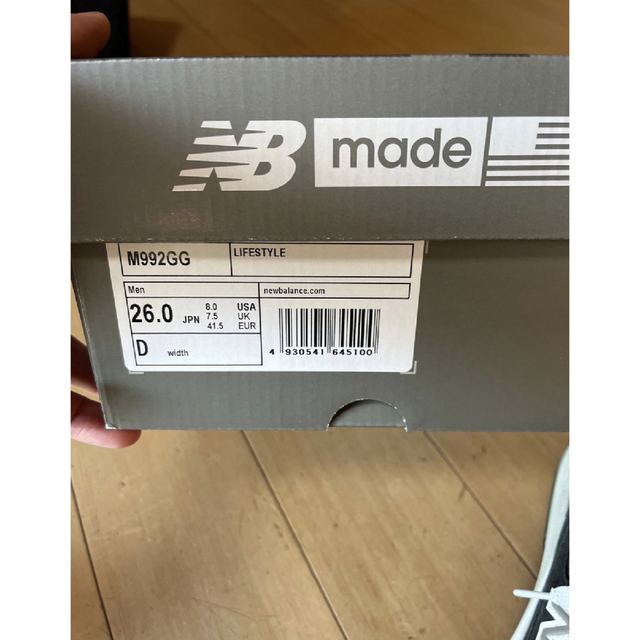 NB made
M992GG LIFESTYLE
Men newbalance.com
26.0 JPN 8.0 USA
7.5 UK
41.5 EUR
D width
4 930541 645100